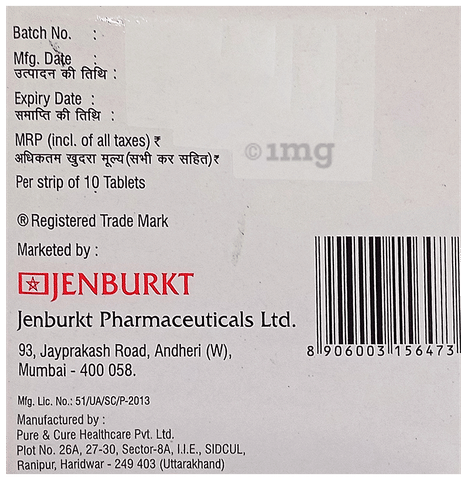 Batch No. :
Mfg. Date :
उत्पादन की तिथि :
Expiry Date :
समाप्ति की तिथि :
MRP (incl. of all taxes) ₹
अधिकतम खुदरा मूल्य (सभी कर सहित) ₹
Per strip of 10 Tablets
©1mg
® Registered Trade Mark
Marketed by :
JENBURKT
Jenburkt Pharmaceuticals Ltd.
93, Jayprakash Road, Andheri (W),
Mumbai - 400 058.
8 906003 156473
Mfg. Lic. No.: 51/UA/SC/P-2013
Manufactured by :
Pure & Cure Healthcare Pvt. Ltd.
Plot No. 26A, 27-30, Sector-8A, I.I.E., SIDCUL,
Ranipur, Haridwar - 249 403 (Uttarakhand)